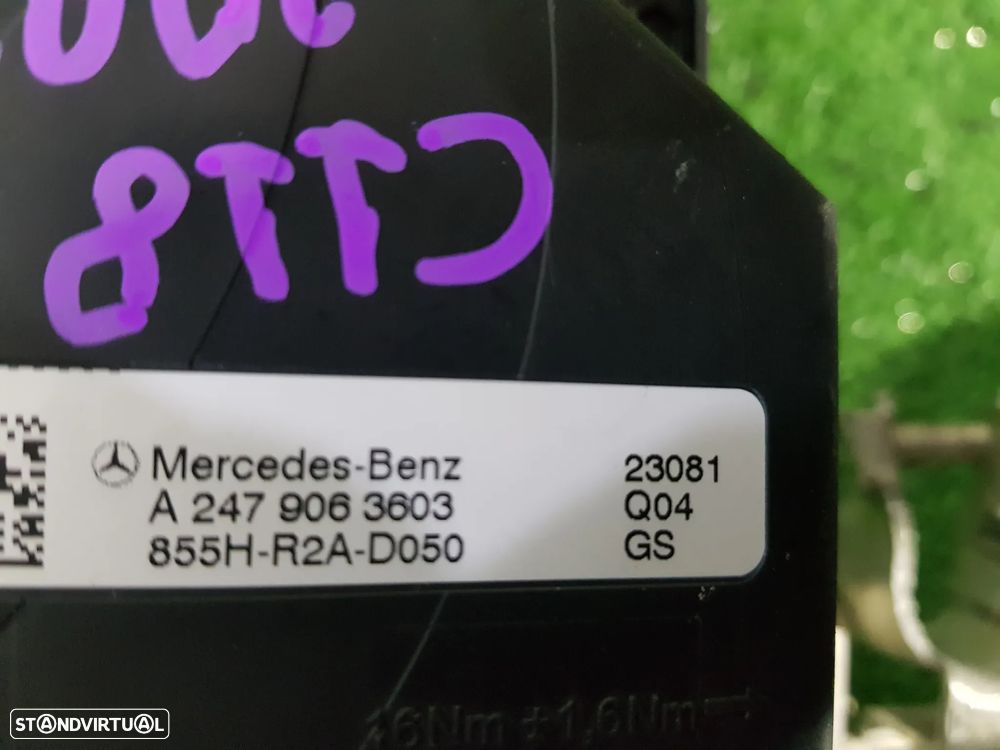 C118
Mercedes-Benz 23081
A 247 906 3603 Q04
855H-R2A-D050 GS
16Nm ±1,6Nm
STANDVIRTUAL